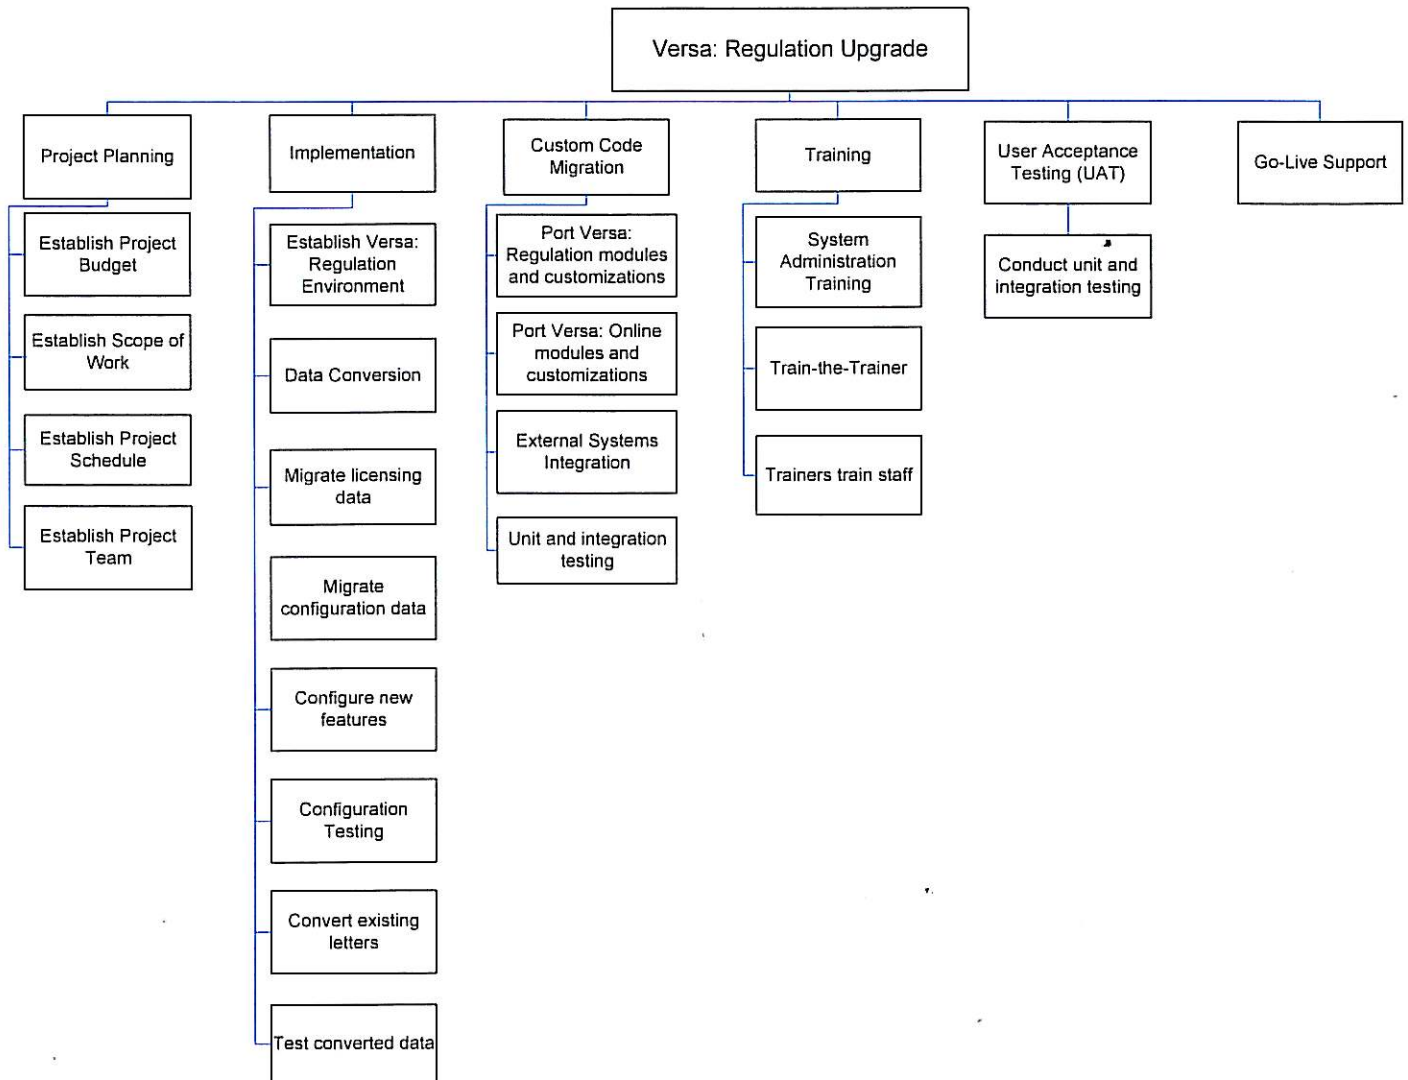 Versa: Regulation Upgrade
Project Planning
Establish Project
Budget
Establish Scope of
Work
Establish Project
Schedule
Establish Project
Team
Implementation
Establish Versa:
Regulation
Environment
Data Conversion
Migrate licensing
data
Migrate
configuration data
Configure new
features
Configuration
Testing
Convert existing
letters
Test converted data
Custom Code
Migration
Port Versa:
Regulation modules
and customizations
Port Versa: Online
modules and
customizations
External Systems
Integration
Unit and integration
testing
Training
System
Administration
Training
Train-the-Trainer
Trainers train staff
User Acceptance
Testing (UAT)
Conduct unit and
integration testing
Go-Live Support